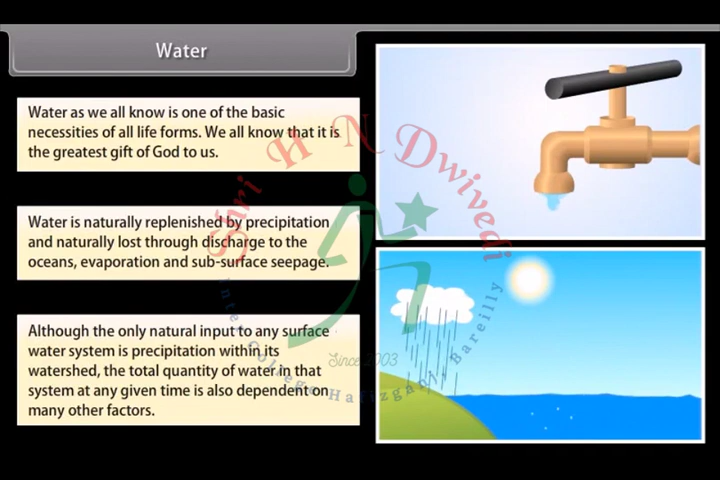 Water
Water as we all know is one of the basic
necessities of all life forms. We all know that it is
the greatest gift of God to us.
Water is naturally replenished by precipitation
and naturally lost through discharge to the
oceans, evaporation and sub-surface seepage.
Although the only natural input to any surface
water system is precipitation within its
watershed, the total quantity of water in that
system at any given time is also dependent on
many other factors.
Shri H N Dwivedi
Since 2003
Inter College Hafizganj, Bareilly